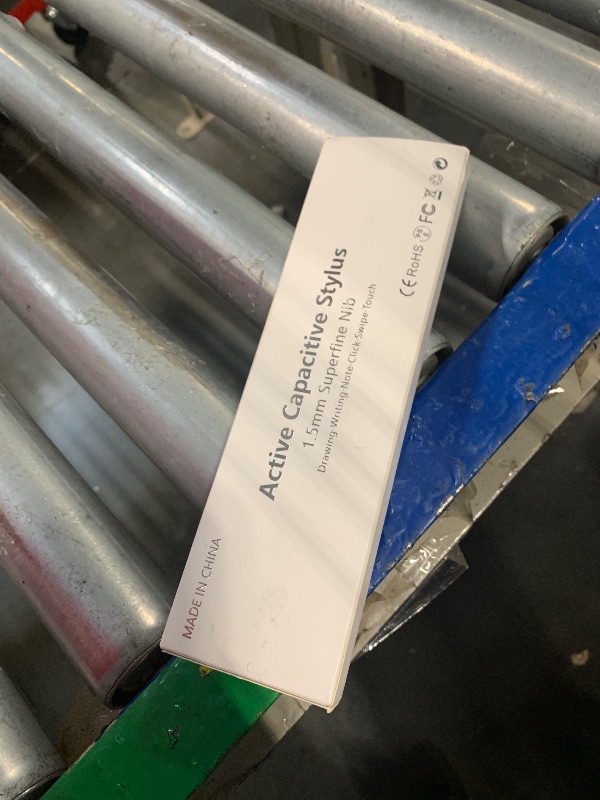 Active Capacitive Stylus
1.5mm Superfine Nib
Drawing·Writing·Note·Click·Swipe·Touch
MADE IN CHINA
CE RoHS FC